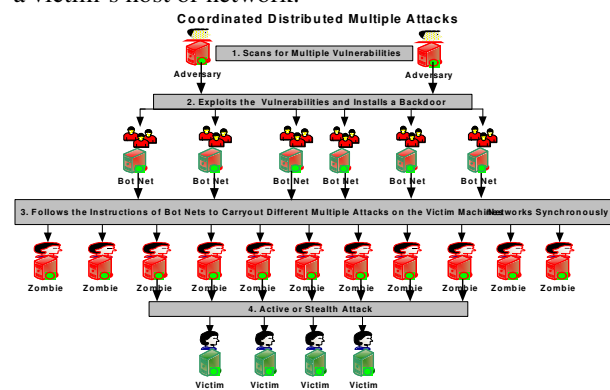 a victim's host or network.
Coordinated Distributed Multiple Attacks
1. Scans for Multiple Vulnerabilities
Adversary Adversary
2. Exploits the Vulnerabilities and Installs a Backdoor
Bot Net Bot Net Bot Net Bot Net Bot Net Bot Net
3. Follows the Instructions of Bot Nets to Carryout Different Multiple Attacks on the Victim Machines/Networks Synchronously
Zombie Zombie Zombie Zombie Zombie Zombie Zombie Zombie Zombie Zombie
4. Active or Stealth Attack
Victim Victim Victim Victim